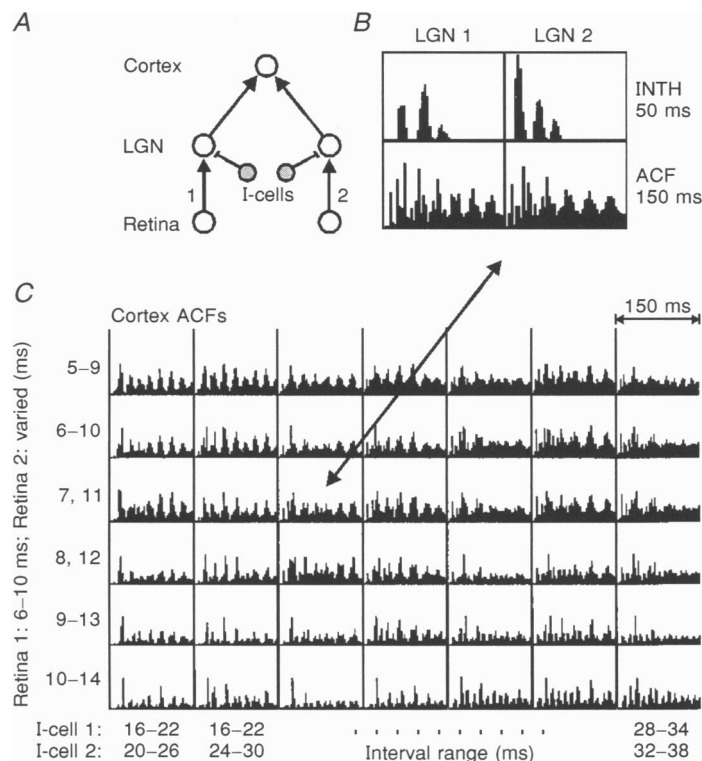 A
Cortex
LGN
I-cells
1
2
Retina
B
LGN 1 LGN 2
INTH
50 ms
ACF
150 ms
C
Cortex ACFs
150 ms
Retina 1: 6–10 ms; Retina 2: varied (ms)
5–9
6–10
7, 11
8, 12
9–13
10–14
I-cell 1: 16–22 16–22 28–34
I-cell 2: 20–26 24–30 Interval range (ms) 32–38